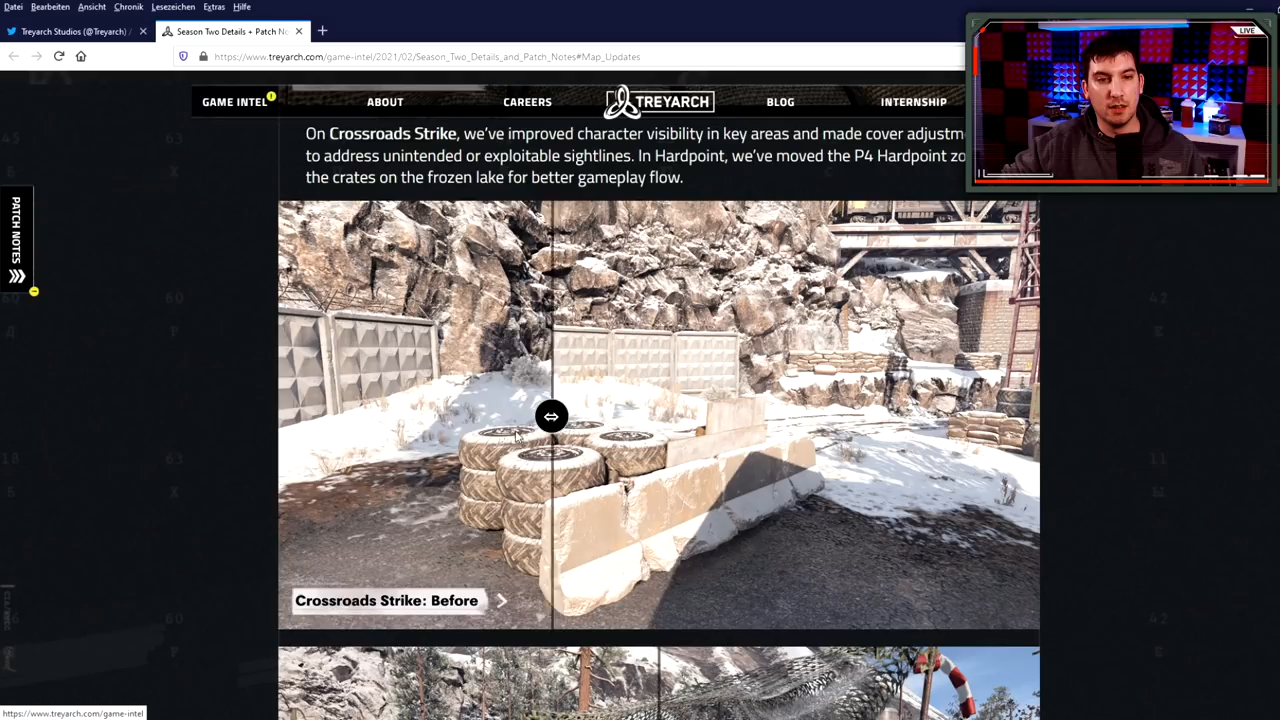 Datei Bearbeiten Ansicht Chronik Lesezeichen Extras Hilfe
Treyarch Studios (@Treyarch) /
Season Two Details + Patch No
https://www.treyarch.com/game-intel/2021/02/Season_Two_Details_and_Patch_Notes#Map_Updates
LIVE
GAME INTEL ABOUT CAREERS TREYARCH BLOG INTERNSHIP
On Crossroads Strike, we've improved character visibility in key areas and made cover adjustm
to address unintended or exploitable sightlines. In Hardpoint, we've moved the P4 Hardpoint zo
the crates on the frozen lake for better gameplay flow.
PATCH NOTES
Crossroads Strike: Before
https://www.treyarch.com/game-intel